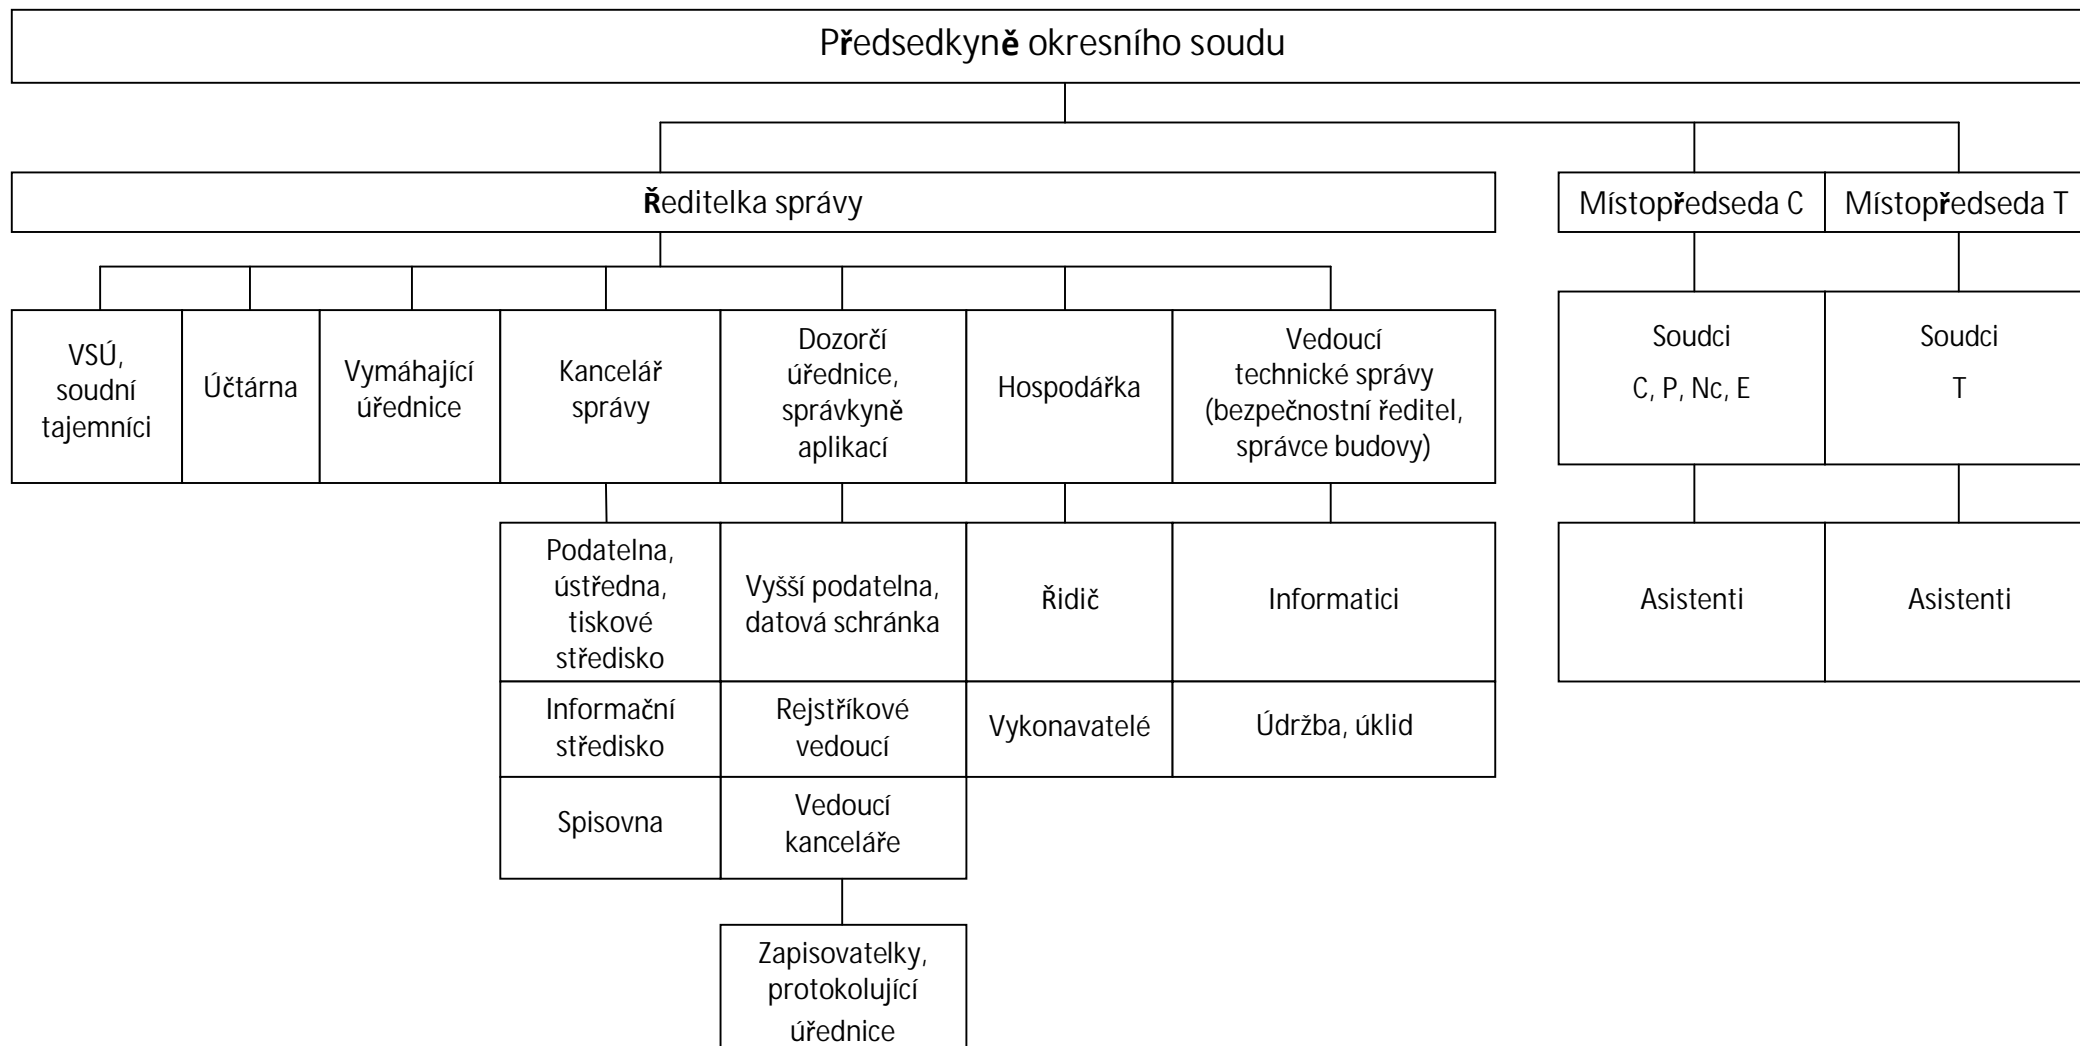 Předsedkyně okresního soudu
Ředitelka správy
Místopředseda C
Místopředseda T
VSÚ,
soudní
tajemníci
Účtárna
Vymáhající
úřednice
Kancelář
správy
Dozorčí
úřednice,
správkyně
aplikací
Hospodářka
Vedoucí
technické správy
(bezpečnostní ředitel,
správce budovy)
Soudci
C, P, Nc, E
Soudci
T
Podatelna,
ústředna,
tiskové
středisko
Vyšší podatelna,
datová schránka
Řidič
Informatici
Asistenti
Asistenti
Informační
středisko
Rejstříkové
vedoucí
Vykonavatelé
Údržba, úklid
Spisovna
Vedoucí
kanceláře
Zapisovatelky,
protokolující
úřednice